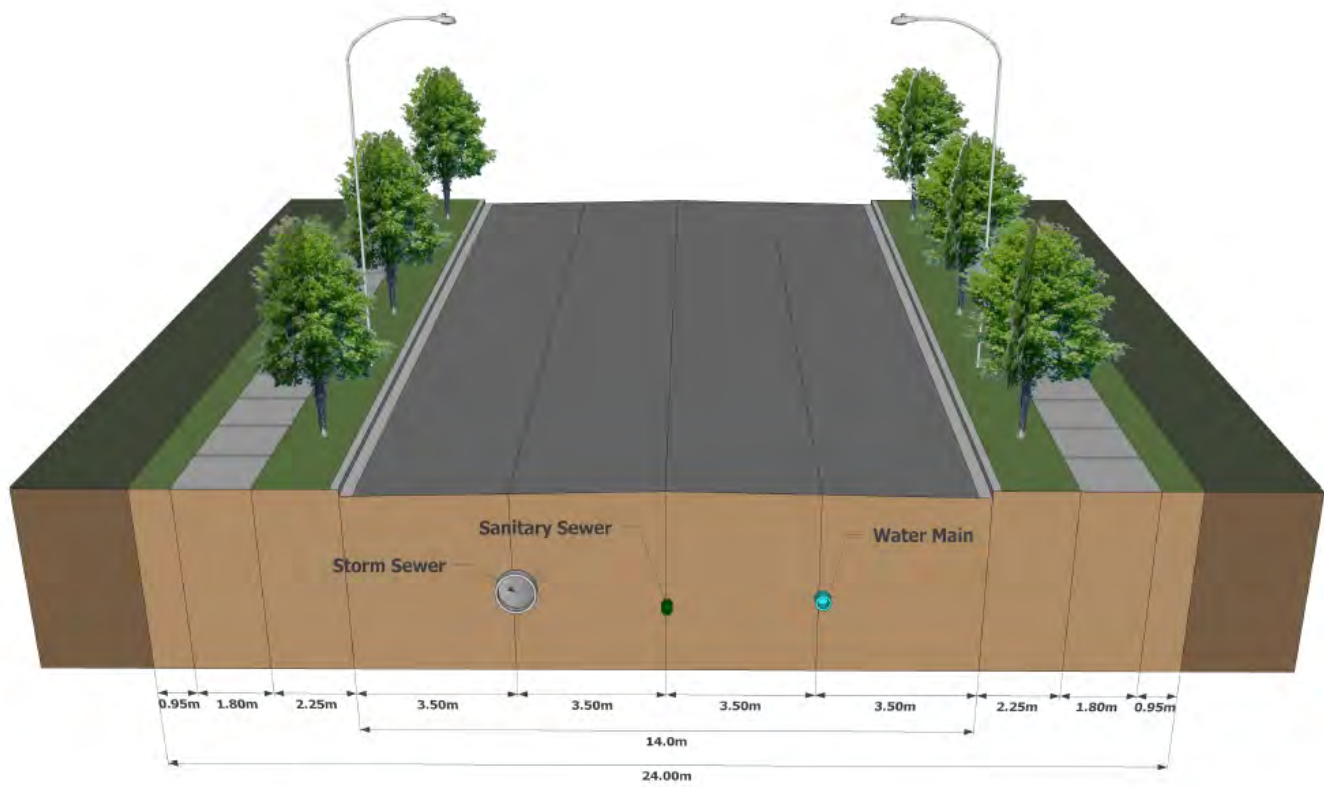 Sanitary Sewer
Water Main
Storm Sewer
0.95m
1.80m
2.25m
3.50m
3.50m
3.50m
3.50m
2.25m
1.80m
0.95m
14.0m
24.00m